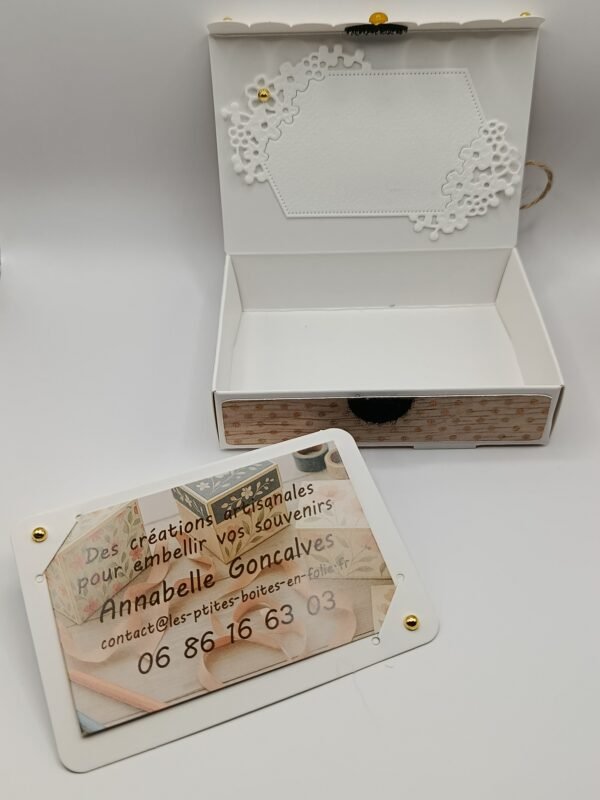 Des créations artisanales
pour embellir vos souvenirs
Annabelle Goncalves
contact@les-ptites-boites-en-folie.fr
06 86 16 63 03